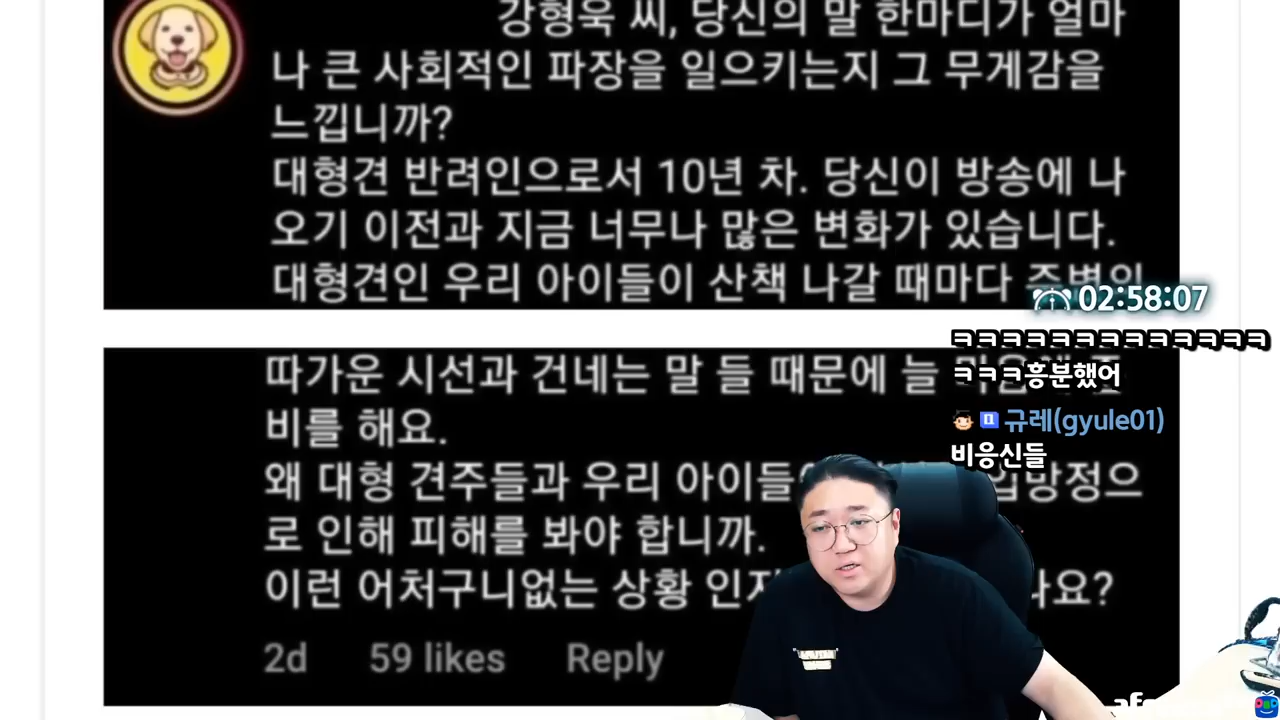 강형욱 씨, 당신의 말 한마디가 얼마
나 큰 사회적인 파장을 일으키는지 그 무게감을
느낍니까?
대형견 반려인으로서 10년 차. 당신이 방송에 나
오기 이전과 지금 너무나 많은 변화가 있습니다.
대형견인 우리 아이들이 산책 나갈 때마다
02:58:07
ㅋㅋㅋㅋㅋㅋㅋㅋㅋㅋㅋㅋㅋ
ㅋㅋㅋ흥분했어
규레(gyule01)
비응신들
따가운 시선과 건네는 말 들 때문에 늘
비를 해요.
왜 대형 견주들과 우리 아이들
입방정으
로 인해 피해를 봐야 합니까.
이런 어처구니없는 상황
나요?
2d 59 likes Reply